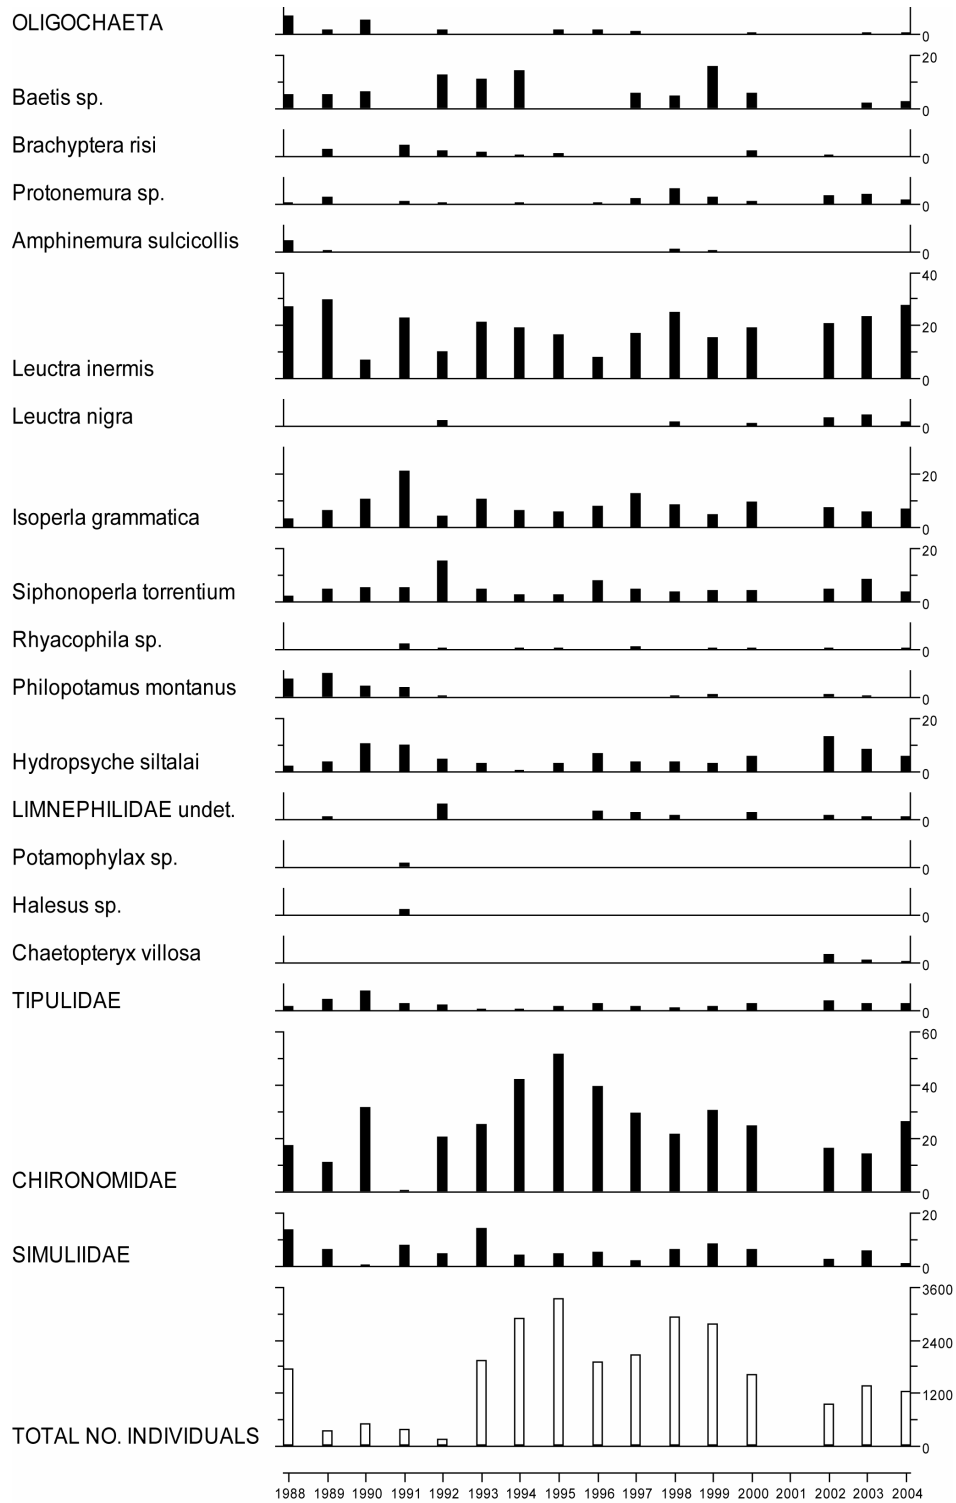 OLIGOCHAETA
0
20
Baetis sp.
0
Brachyptera risi
0
Protonemura sp.
0
Amphinemura sulcicollis
0
40
20
Leuctra inermis
0
Leuctra nigra
0
20
Isoperla grammatica
0
20
Siphonoperla torrentium
0
Rhyacophila sp.
0
Philopotamus montanus
0
20
Hydropsyche siltalai
0
LIMNEPHILIDAE undet.
0
Potamophylax sp.
0
Halesus sp.
0
Chaetopteryx villosa
0
TIPULIDAE
0
60
40
20
CHIRONOMIDAE
0
20
SIMULIIDAE
0
3600
2400
1200
TOTAL NO. INDIVIDUALS
0
1988 1989 1990 1991 1992 1993 1994 1995 1996 1997 1998 1999 2000 2001 2002 2003 2004